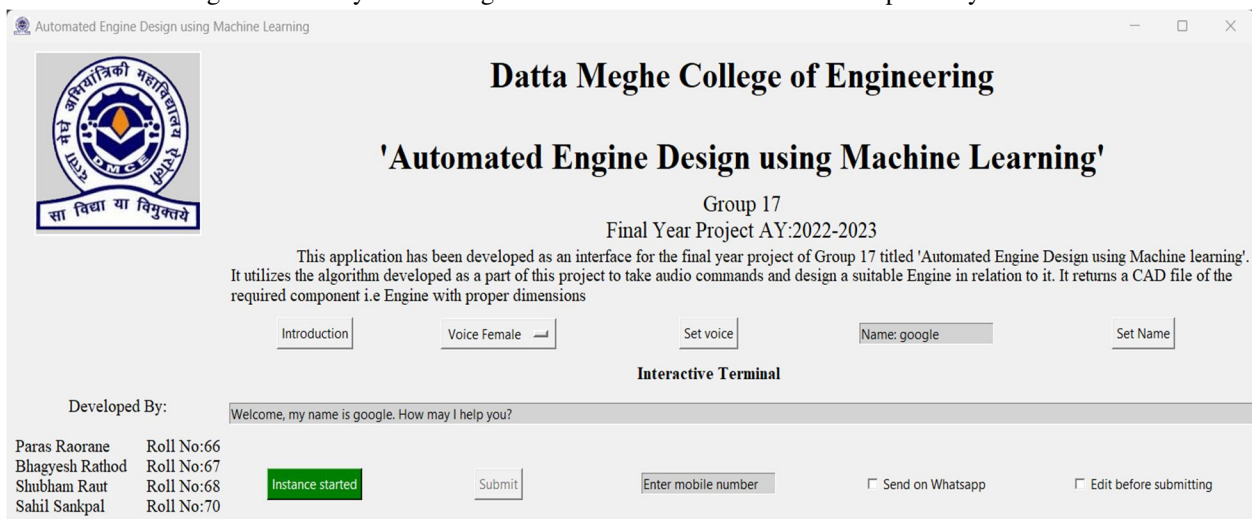 Automated Engine Design using Machine Learning
दत्ता मेघे अभियांत्रिकी महाविद्यालय ऐरोली
DMCE
सा विद्या या विमुक्तये
Datta Meghe College of Engineering
'Automated Engine Design using Machine Learning'
Group 17
Final Year Project AY:2022-2023
This application has been developed as an interface for the final year project of Group 17 titled 'Automated Engine Design using Machine learning'.
It utilizes the algorithm developed as a part of this project to take audio commands and design a suitable Engine in relation to it. It returns a CAD file of the
required component i.e Engine with proper dimensions
Introduction Voice Female Set voice Name: google Set Name
Interactive Terminal
Developed By:
Welcome, my name is google. How may I help you?
Paras Raorane Roll No:66
Bhagyesh Rathod Roll No:67
Shubham Raut Roll No:68
Sahil Sankpal Roll No:70
Instance started Submit Enter mobile number Send on Whatsapp Edit before submitting